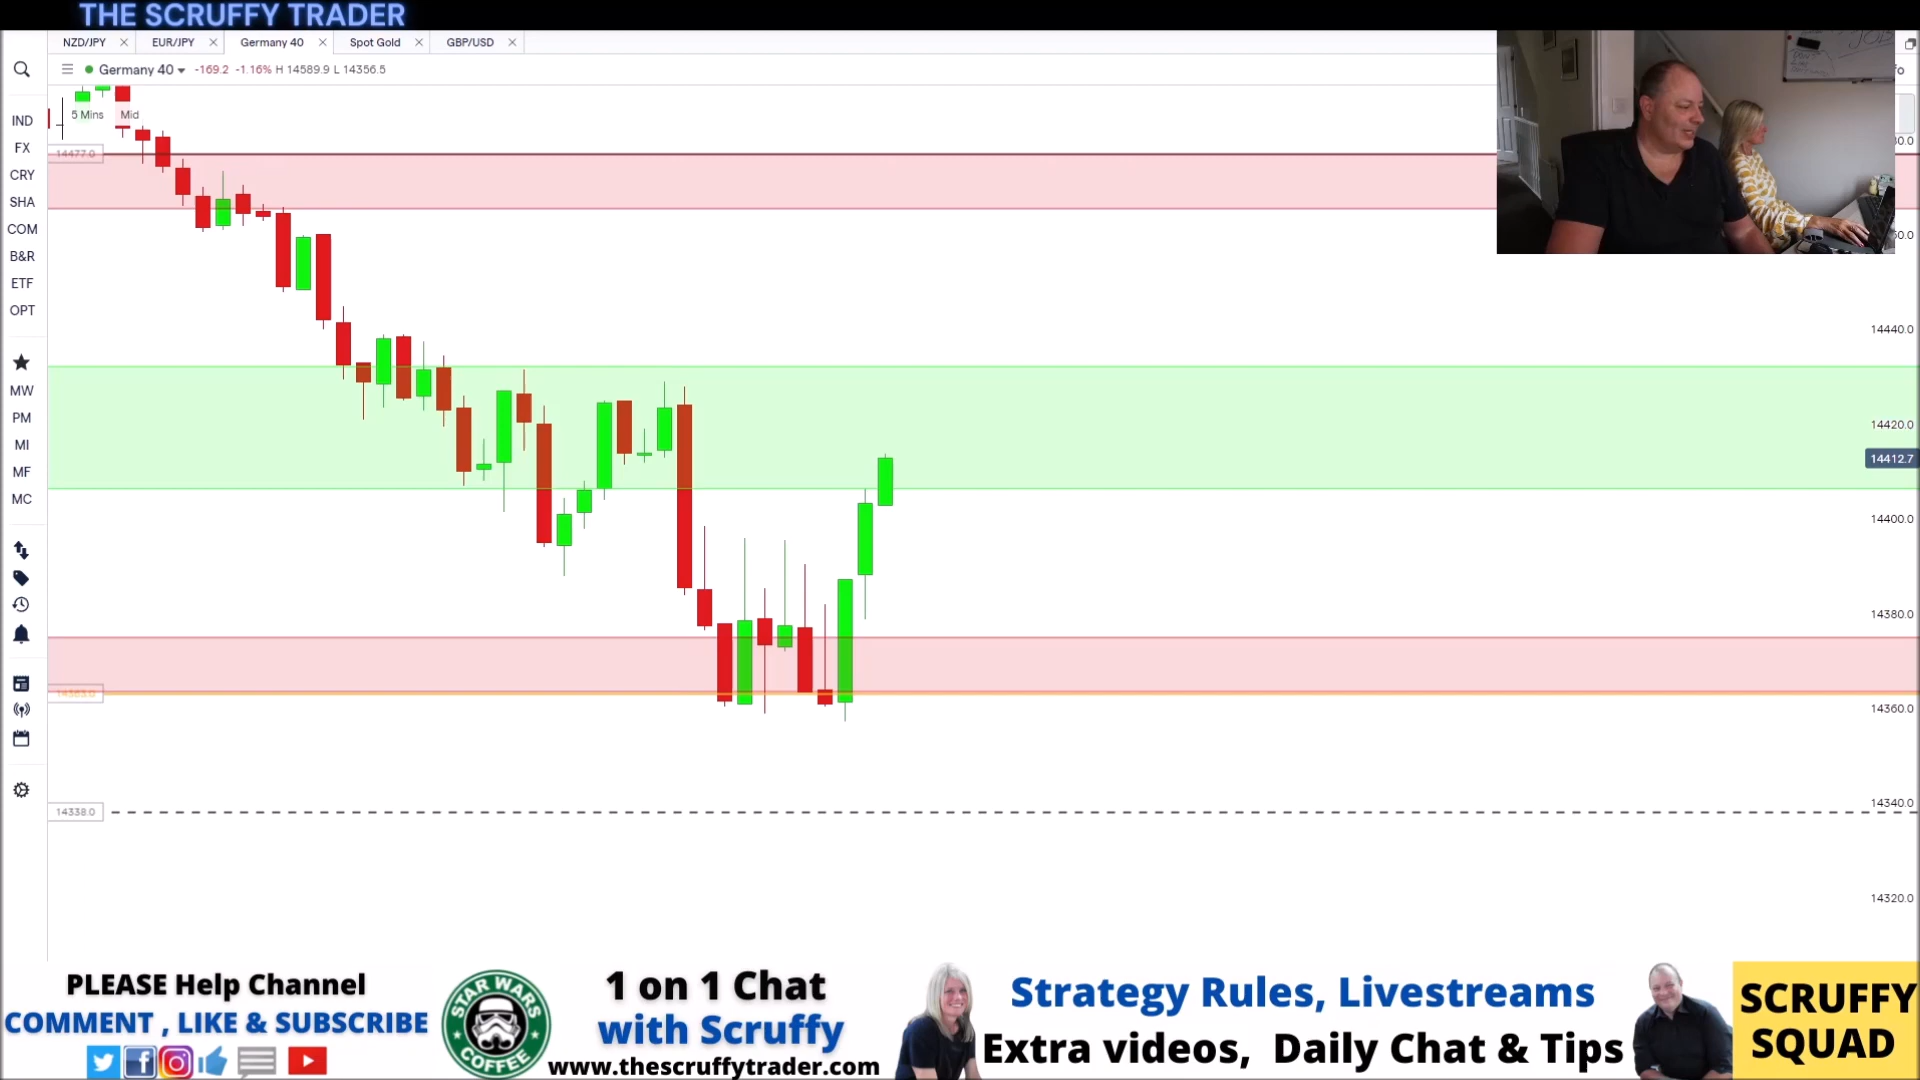 THE SCRUFFY TRADER
NZD/JPY
EUR/JPY
Germany 40
Spot Gold
GBP/USD
Germany 40 -169.2 -1.16% H 14589.9 L 14356.5
5 Mins Mid
IND
FX
CRY
SHA
COM
B&R
ETF
OPT
MW
PM
MI
MF
MC
14477.0
14363.0
14338.0
14440.0
14420.0
14412.7
14400.0
14380.0
14360.0
14340.0
14320.0
PLEASE Help Channel
COMMENT , LIKE & SUBSCRIBE
STAR WARS
COFFEE
1 on 1 Chat
with Scruffy
www.thescruffytrader.com
Strategy Rules, Livestreams
Extra videos, Daily Chat & Tips
SCRUFFY
SQUAD